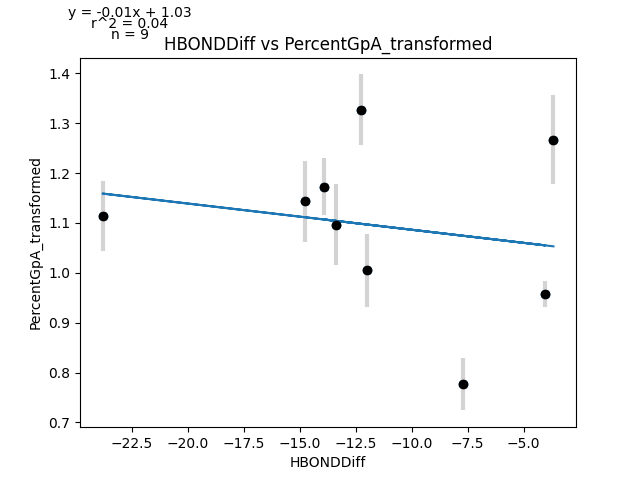 y = -0.01x + 1.03
r^2 = 0.04
n = 9
HBONDDiff vs PercentGpA_transformed
PercentGpA_transformed
1.4
1.3
1.2
1.1
1.0
0.9
0.8
0.7
−22.5 −20.0 −17.5 −15.0 −12.5 −10.0 −7.5 −5.0
HBONDDiff